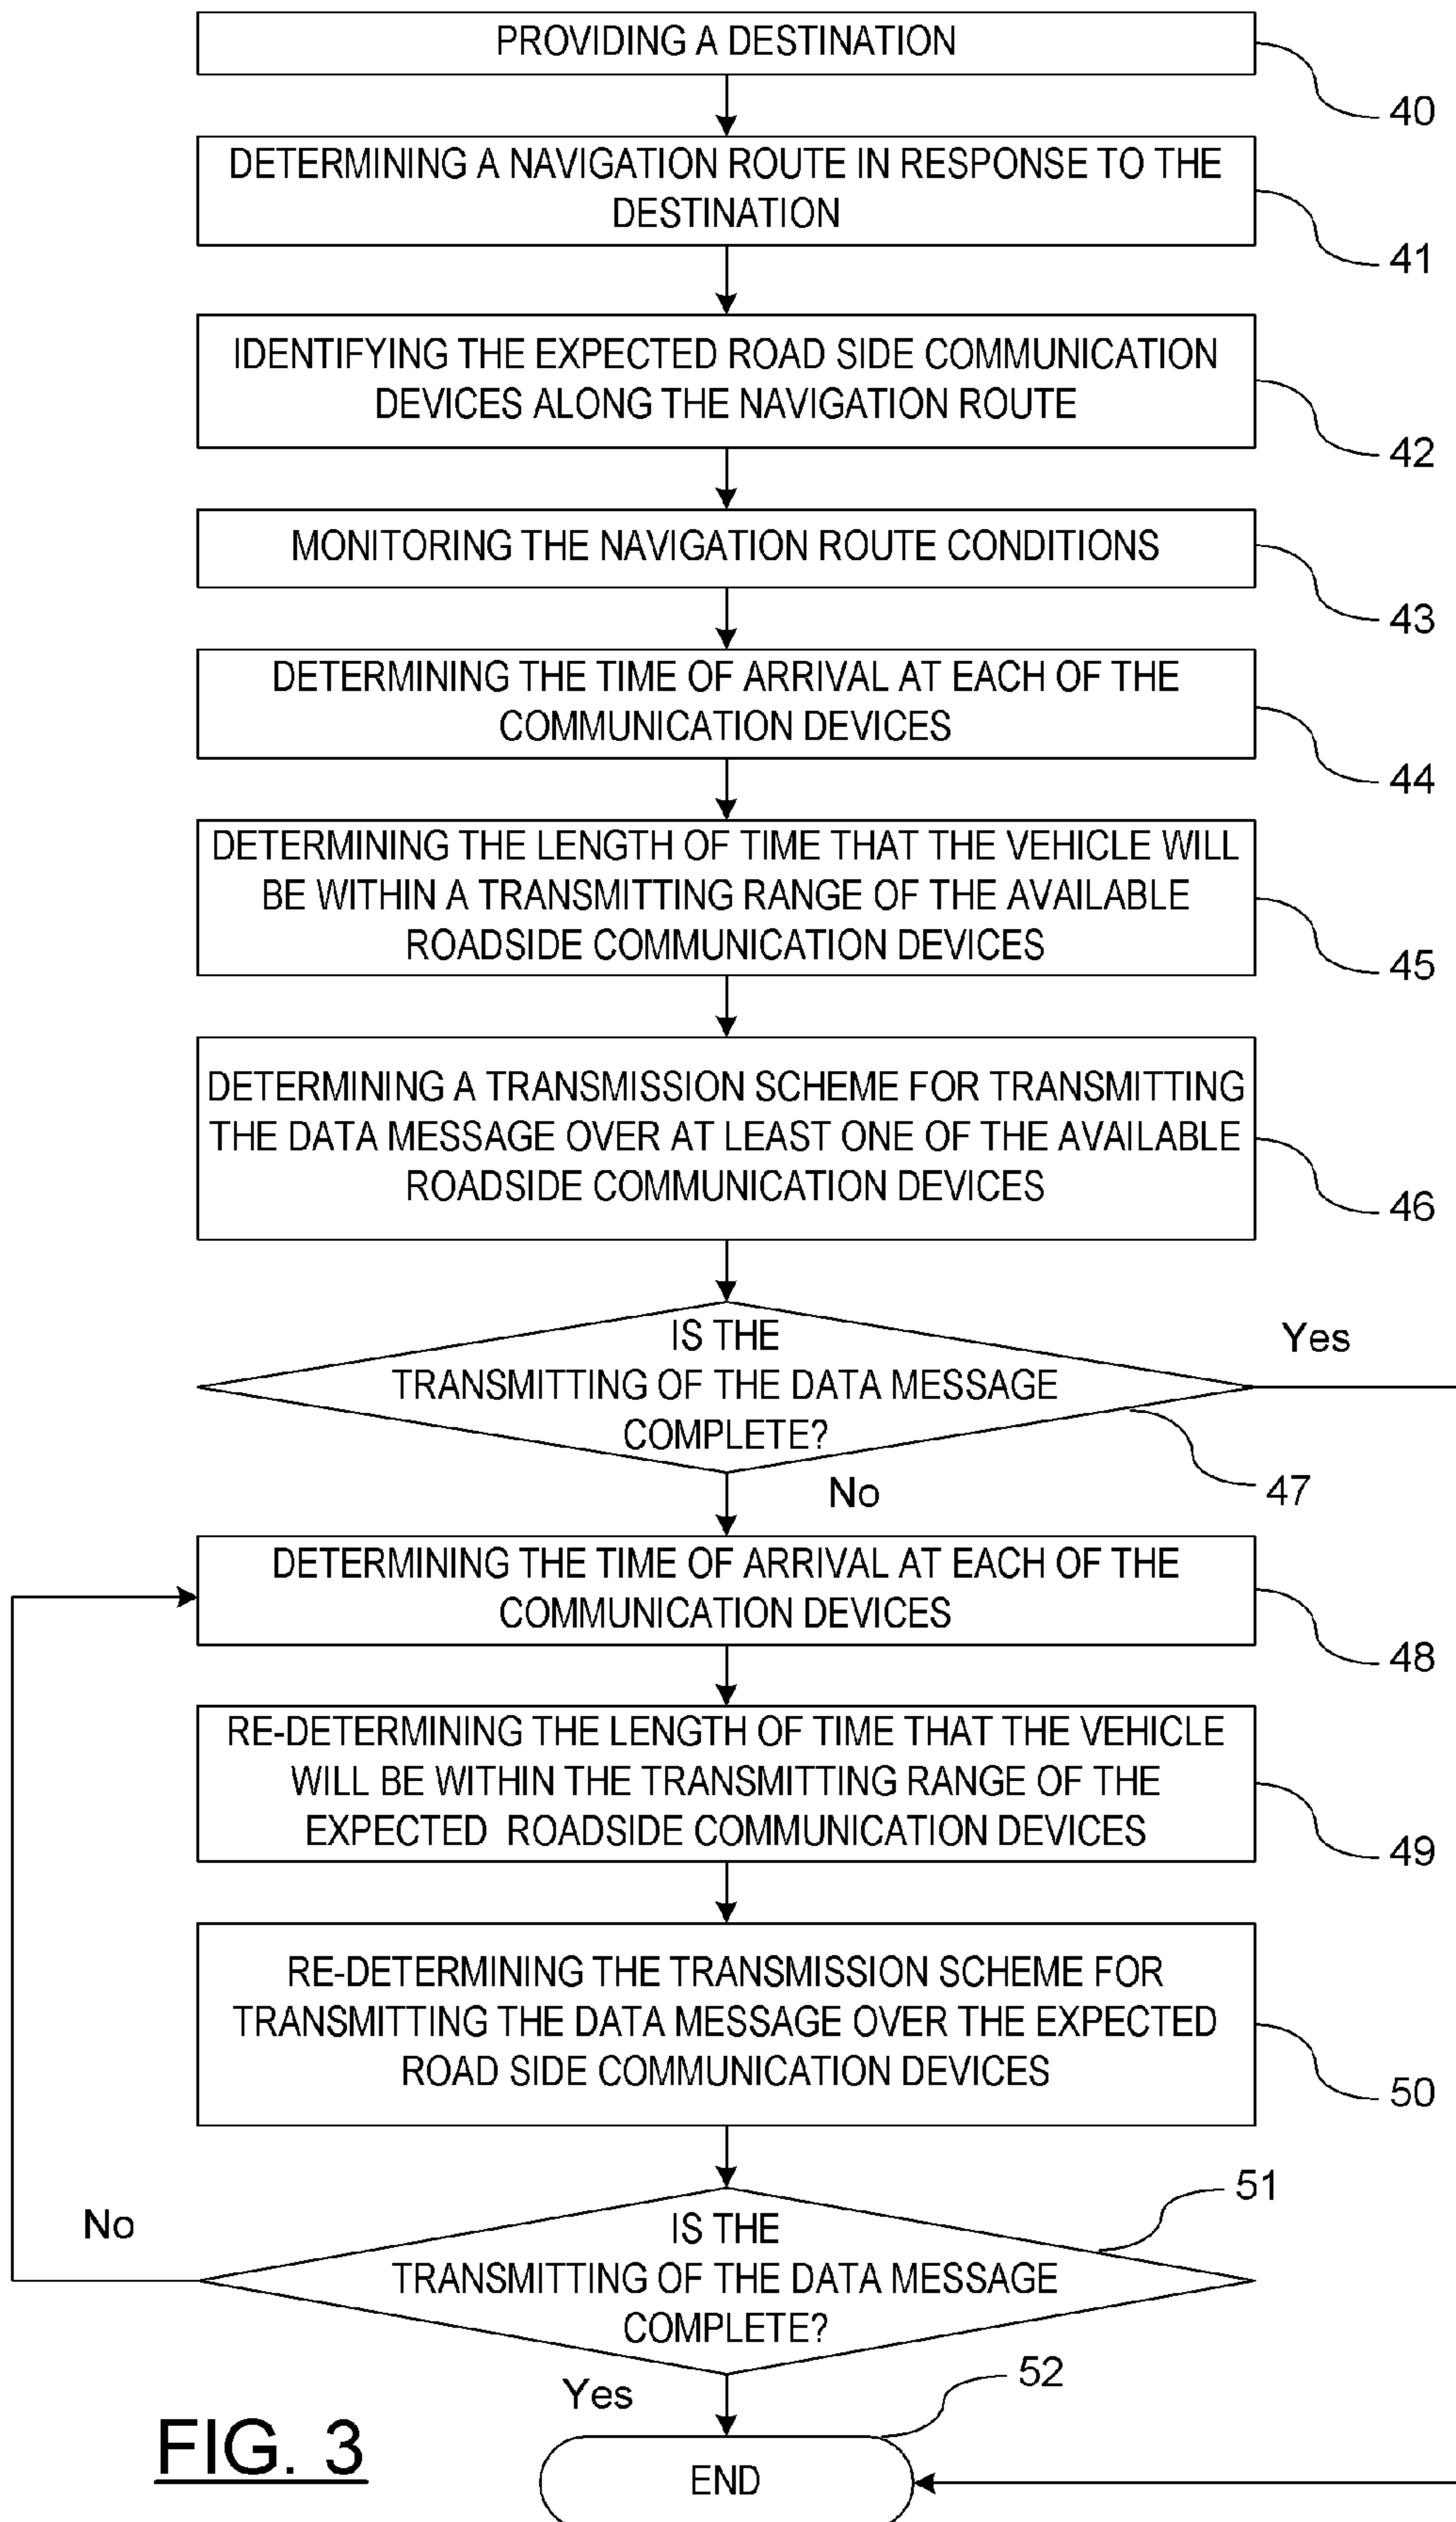 PROVIDING A DESTINATION
40
DETERMINING A NAVIGATION ROUTE IN RESPONSE TO THE
DESTINATION
41
IDENTIFYING THE EXPECTED ROAD SIDE COMMUNICATION
DEVICES ALONG THE NAVIGATION ROUTE
42
MONITORING THE NAVIGATION ROUTE CONDITIONS
43
DETERMINING THE TIME OF ARRIVAL AT EACH OF THE
COMMUNICATION DEVICES
44
DETERMINING THE LENGTH OF TIME THAT THE VEHICLE WILL
BE WITHIN A TRANSMITTING RANGE OF THE AVAILABLE
ROADSIDE COMMUNICATION DEVICES
45
DETERMINING A TRANSMISSION SCHEME FOR TRANSMITTING
THE DATA MESSAGE OVER AT LEAST ONE OF THE AVAILABLE
ROADSIDE COMMUNICATION DEVICES
46
IS THE
TRANSMITTING OF THE DATA MESSAGE
COMPLETE?
Yes
47
No
DETERMINING THE TIME OF ARRIVAL AT EACH OF THE
COMMUNICATION DEVICES
48
RE-DETERMINING THE LENGTH OF TIME THAT THE VEHICLE
WILL BE WITHIN THE TRANSMITTING RANGE OF THE
EXPECTED ROADSIDE COMMUNICATION DEVICES
49
RE-DETERMINING THE TRANSMISSION SCHEME FOR
TRANSMITTING THE DATA MESSAGE OVER THE EXPECTED
ROAD SIDE COMMUNICATION DEVICES
50
51
No
IS THE
TRANSMITTING OF THE DATA MESSAGE
COMPLETE?
Yes
52
END
FIG. 3